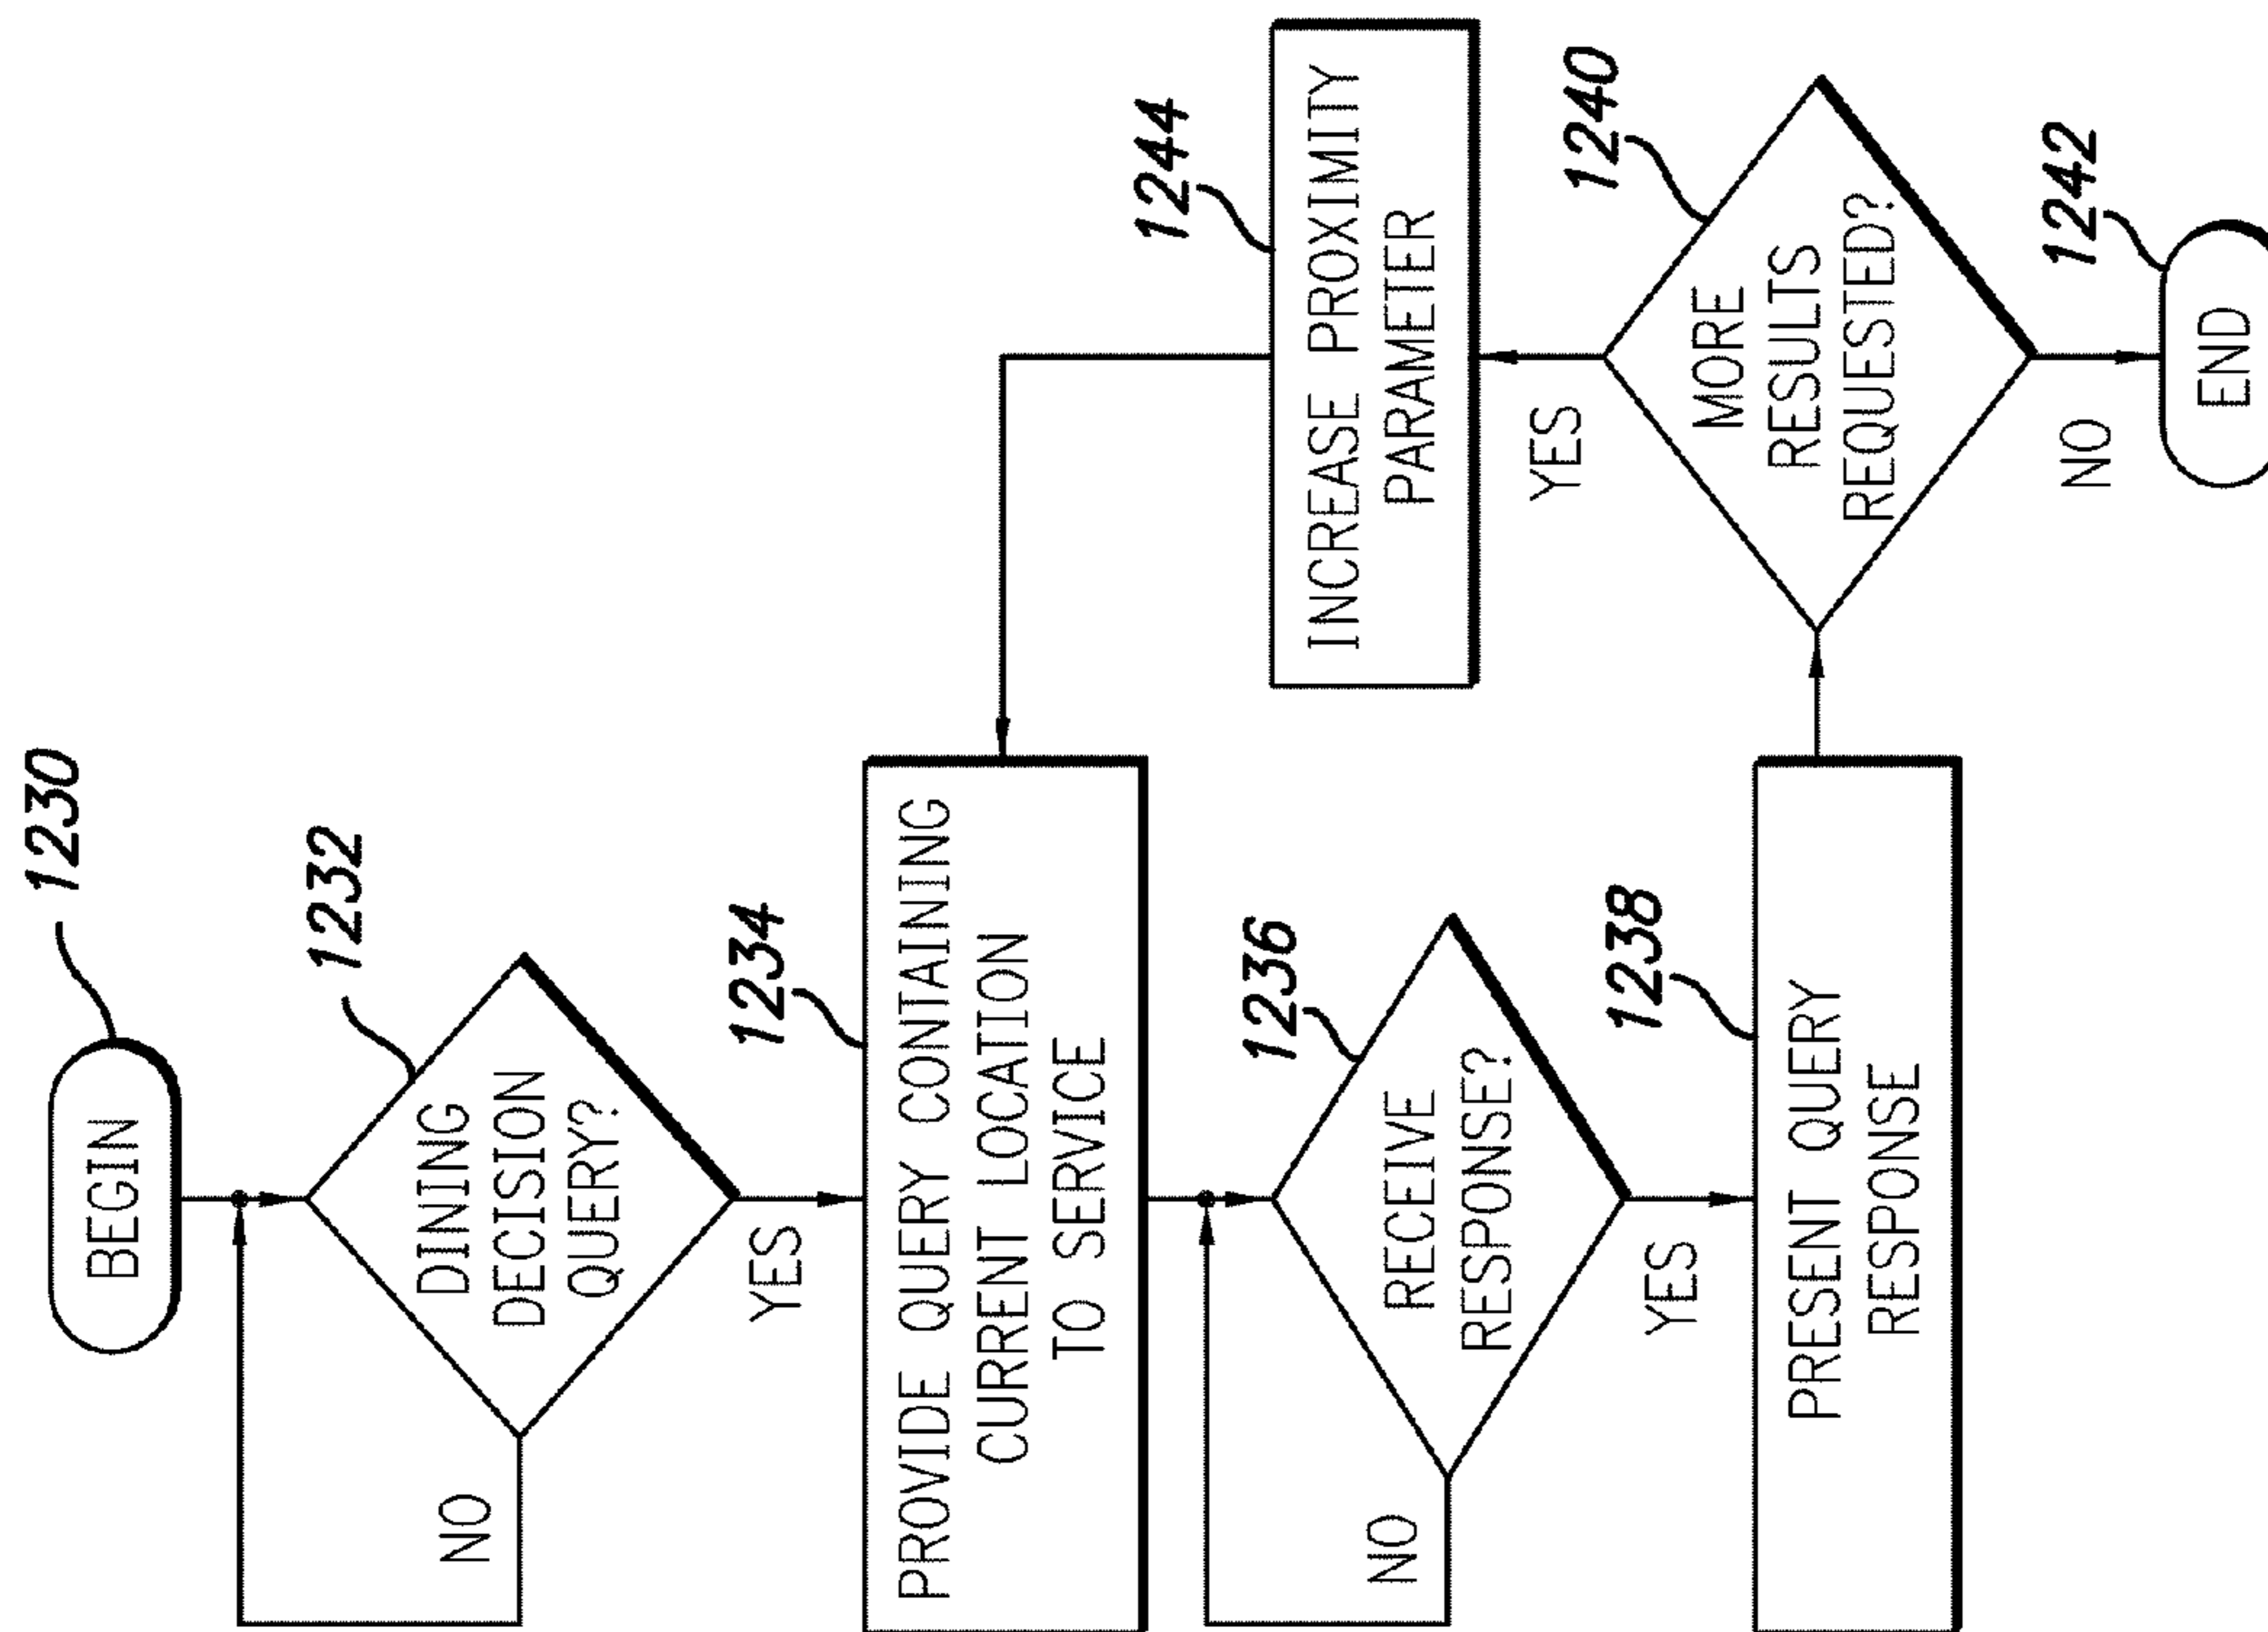 1230
BEGIN
1232
DINING
DECISION
QUERY?
NO
YES
1234
PROVIDE QUERY CONTAINING
CURRENT LOCATION
TO SERVICE
1236
RECEIVE
RESPONSE?
NO
YES
1238
PRESENT QUERY
RESPONSE
1244
INCREASE PROXIMITY
PARAMETER
YES
1240
MORE
RESULTS
REQUESTED?
NO
1242
END